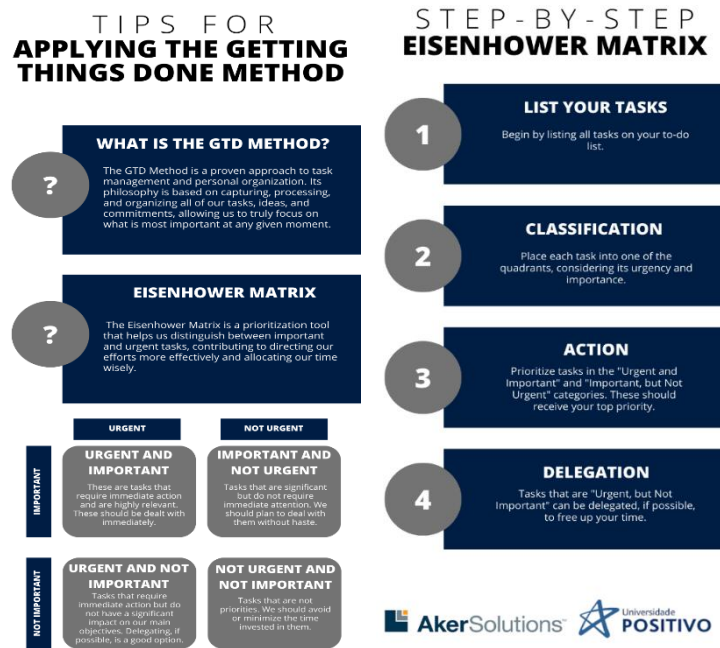 TIPS FOR
APPLYING THE GETTING
THINGS DONE METHOD
?
WHAT IS THE GTD METHOD?
The GTD Method is a proven approach to task
management and personal organization. Its
philosophy is based on capturing, processing,
and organizing all of our tasks, ideas, and
commitments, allowing us to truly focus on
what is most important at any given moment.
?
EISENHOWER MATRIX
The Eisenhower Matrix is a prioritization tool
that helps us distinguish between important
and urgent tasks, contributing to directing our
efforts more effectively and allocating our time
wisely.
URGENT
NOT URGENT
IMPORTANT
URGENT AND
IMPORTANT
These are tasks that
require immediate action
and are highly relevant.
These should be dealt with
immediately.
IMPORTANT AND
NOT URGENT
Tasks that are significant
but do not require
immediate attention. We
should plan to deal with
them without haste.
NOT IMPORTANT
URGENT AND NOT
IMPORTANT
Tasks that require
immediate action but do
not have a significant
impact on our main
objectives. Delegating, if
possible, is a good option.
NOT URGENT AND
NOT IMPORTANT
Tasks that are not
priorities. We should avoid
or minimize the time
invested in them.
STEP-BY-STEP
EISENHOWER MATRIX
1
LIST YOUR TASKS
Begin by listing all tasks on your to-do
list.
2
CLASSIFICATION
Place each task into one of the
quadrants, considering its urgency and
importance.
3
ACTION
Prioritize tasks in the "Urgent and
Important" and "Important, but Not
Urgent" categories. These should
receive your top priority.
4
DELEGATION
Tasks that are "Urgent, but Not
Important" can be delegated, if possible,
to free up your time.
AkerSolutions
Universidade
POSITIVO